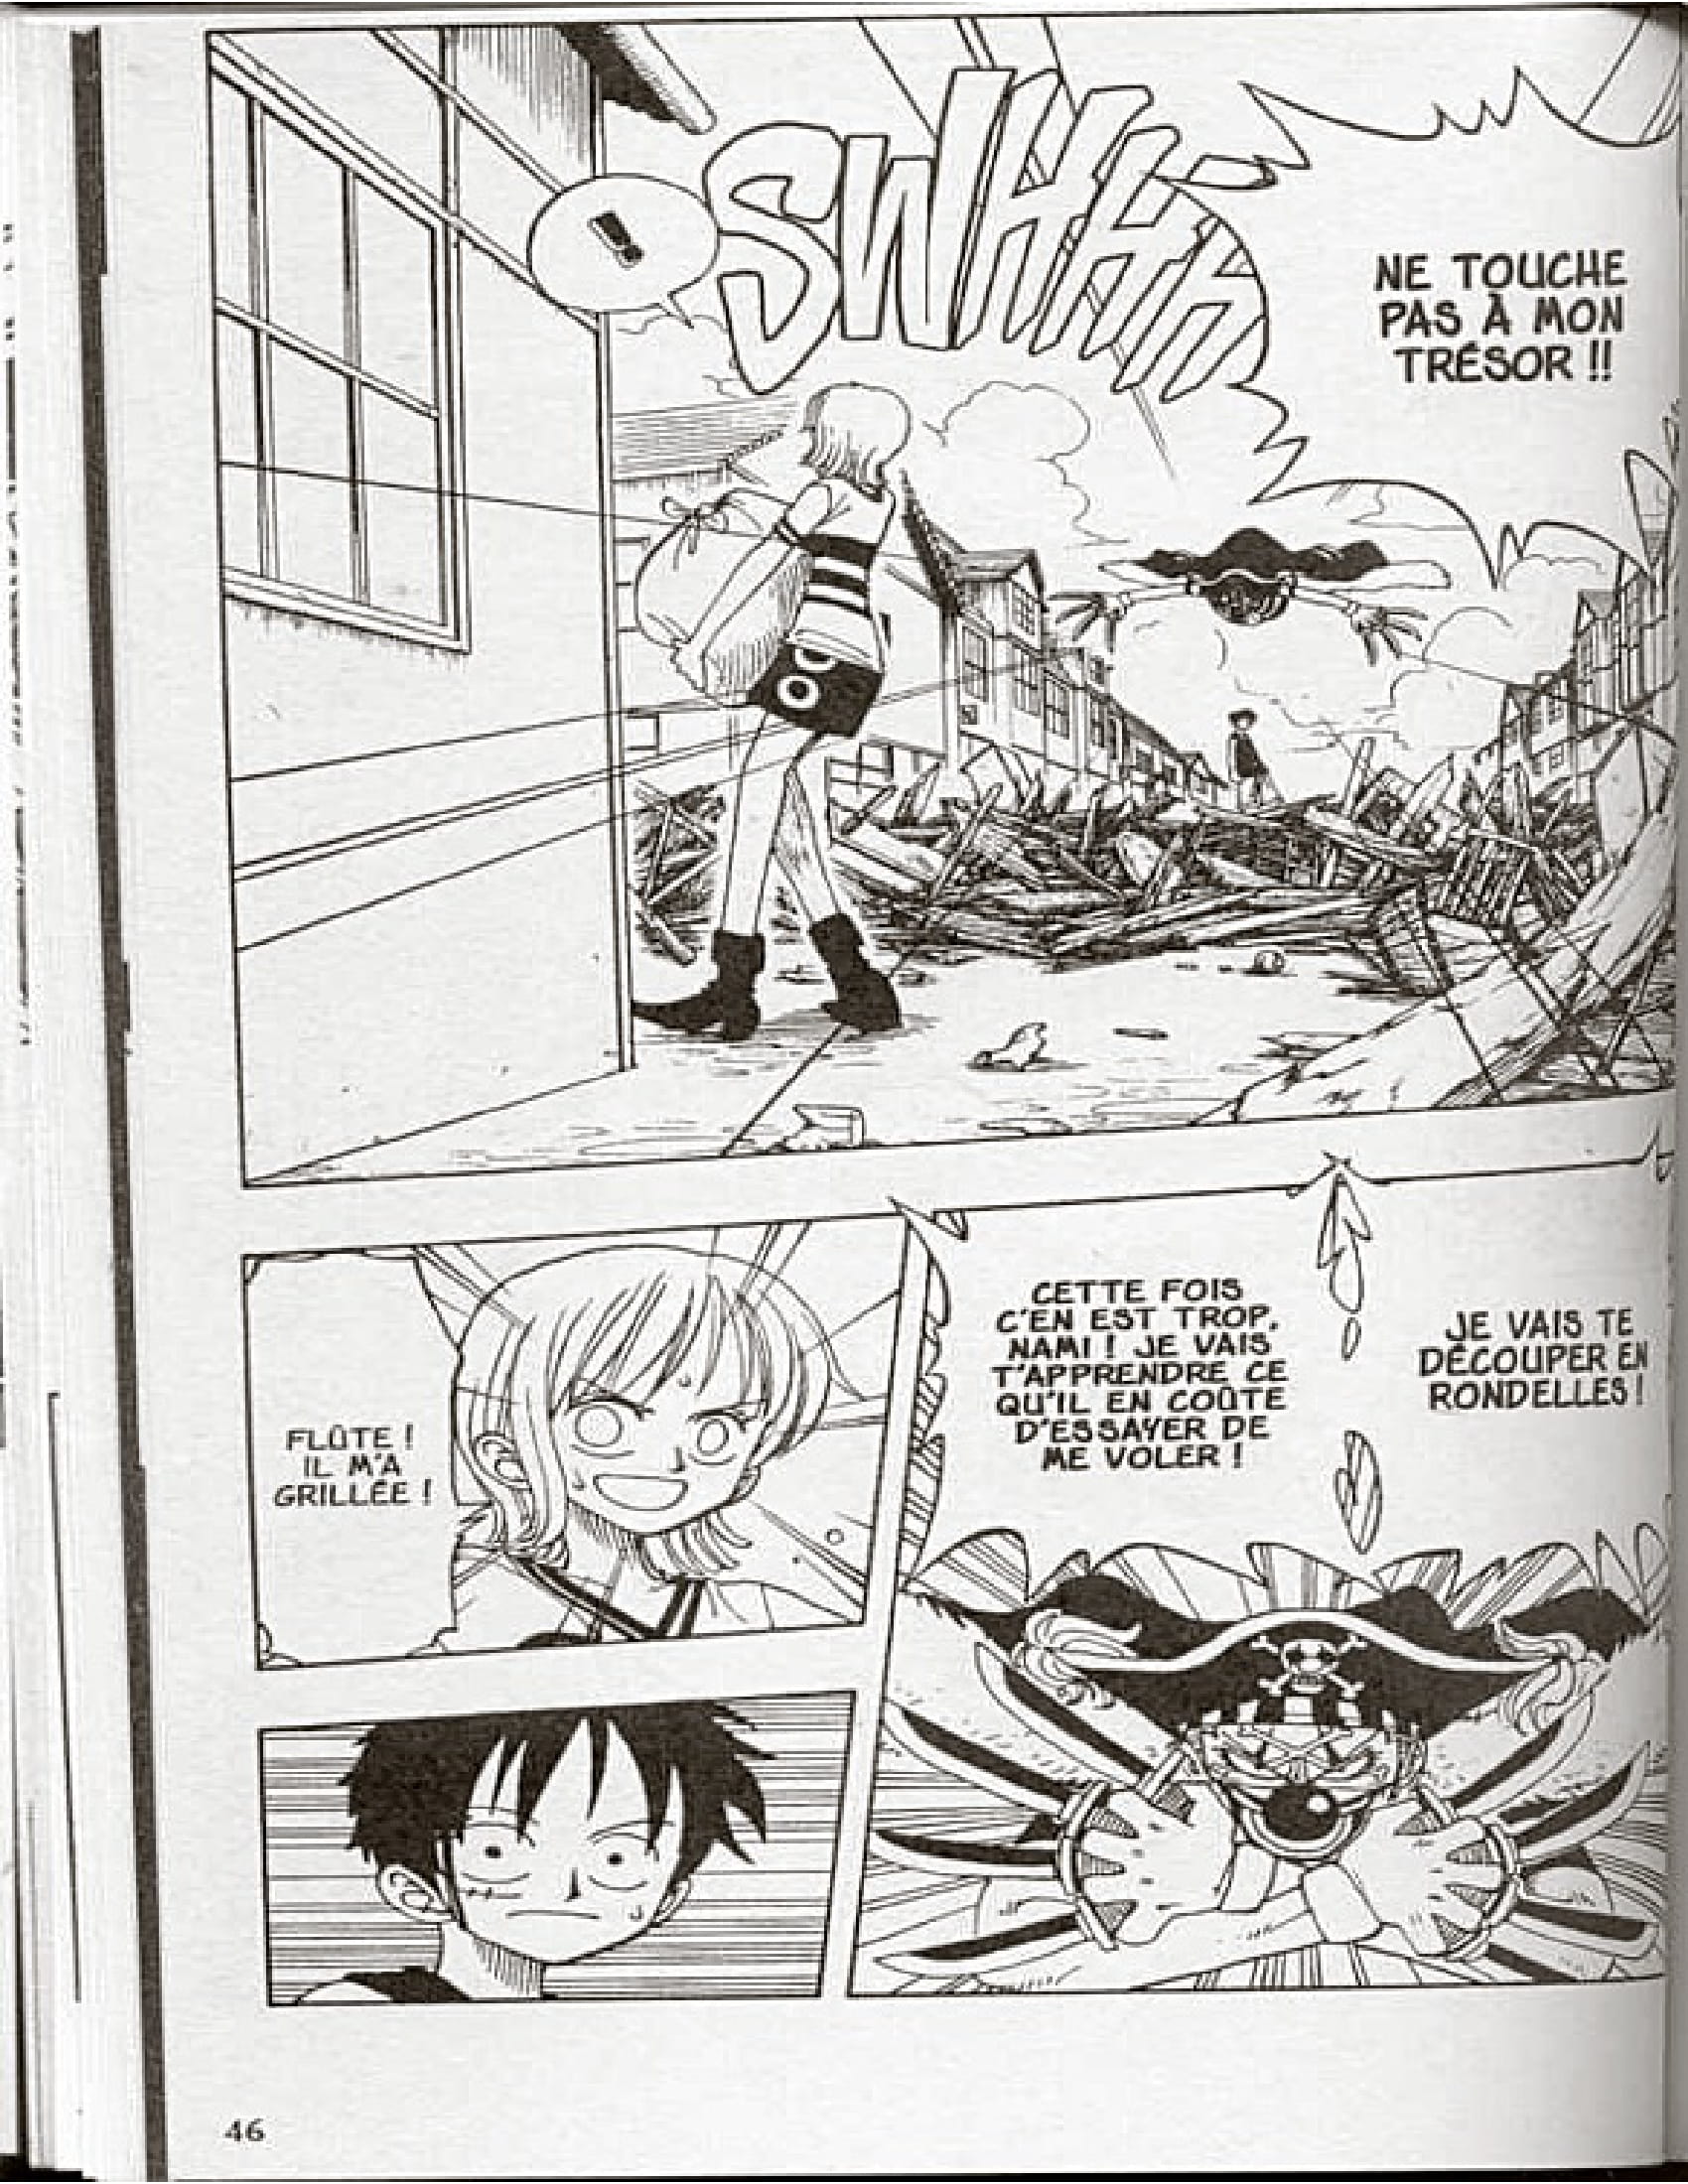 NE TOUCHE
PAS À MON
TRÉSOR !!
SWHHHH
!!
JE VAIS TE
DÉCOUPER EN
RONDELLES !
CETTE FOIS
C'EN EST TROP,
NAMI ! JE VAIS
T'APPRENDRE CE
QU'IL EN COÛTE
D'ESSAYER DE
ME VOLER !
FLÛTE !
IL M'A
GRILLÉE !
46